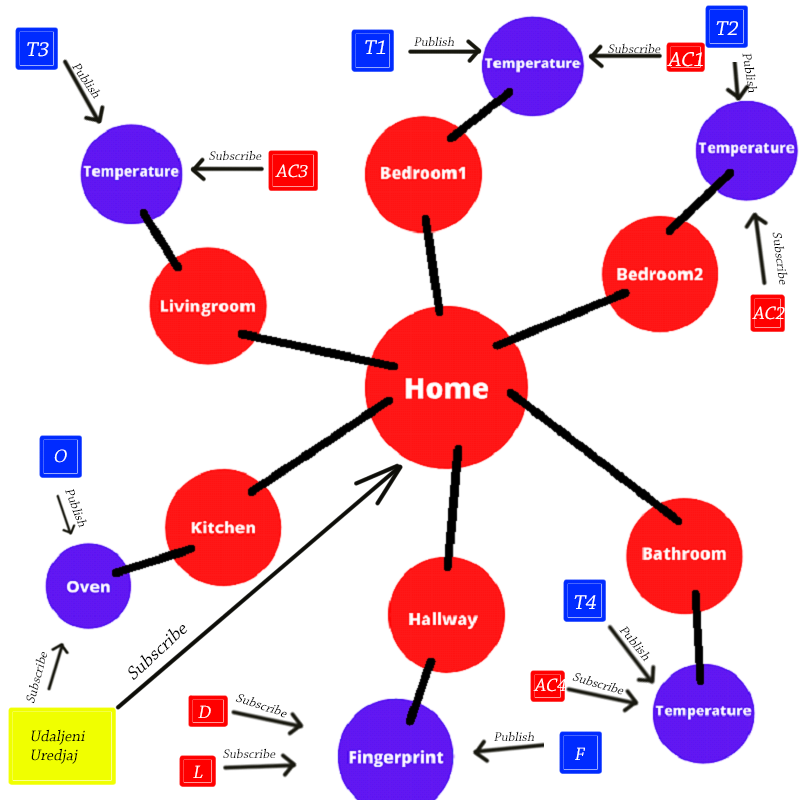 T3
Publish
Temperature
Subscribe
AC3
Livingroom
T1
Publish
Temperature
Subscribe
AC1
Bedroom1
T2
Publish
Temperature
Subscribe
AC2
Bedroom2
Home
O
Publish
Oven
Kitchen
Subscribe
Udaljeni
Uredjaj
Subscribe
Hallway
D
Subscribe
L
Subscribe
Fingerprint
Publish
F
Bathroom
T4
Publish
AC4
Subscribe
Temperature